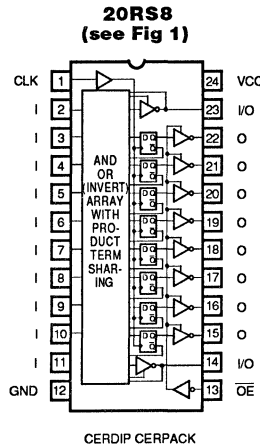 20RS8
(see Fig 1)
CLK 1 24 VCC
I 2 23 I/O
I 3 22 O
I 4 21 O
I 5 20 O
I 6 19 O
I 7 18 O
I 8 17 O
I 9 16 O
I 10 15 O
I 11 14 I/O
GND 12 13 OE
AND
OR
(INVERT)
ARRAY
WITH
PRO-
DUCT
TERM
SHAR-
ING
CERDIP CERPACK